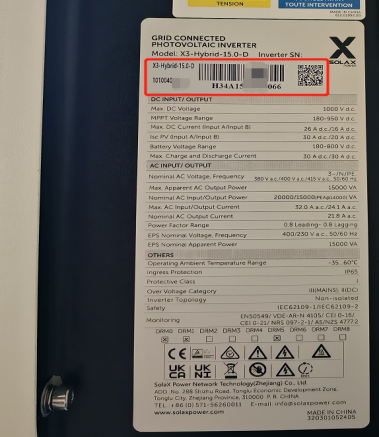 TENSION
TOUTE INTERVENTION
GRID CONNECTED
PHOTOVOLTAIC INVERTER
Model: X3-Hybrid-15.0-D Inverter SN:
X3-Hybrid-15.0-D
H34A15 066
SOLAX
POWER
DC INPUT/ OUTPUT
Max. DC Voltage 1000 V d.c.
MPPT Voltage Range 180-950 V d.c.
Max. DC Current (Input A/Input B) 26 A d.c./16 A d.c.
Isc PV (Input A/Input B) 30 A d.c./20 A d.c.
Battery Voltage Range 180-800 V d.c.
Max. Charge and Discharge Current 30 A d.c./30 A d.c.
AC INPUT/ OUTPUT
Nominal AC Voltage, Frequency 3~/N/PE
380 V a.c./400 V a.c./415 V a.c., 50/60 Hz
Max. Apparent AC Output Power 15000 VA
Nominal AC Input/Output Power
Max. AC Input/Output Current 32.0 A a.c./24.1 A a.c.
Nominal AC Output Current 21.8 A a.c.
Power Factor Range 0.8 Leading- 0.8 Lagging
EPS Nominal Voltage, Frequency 400/230 V a.c., 50/60 Hz
EPS Nominal Apparent Power 15000 VA
OTHERS
Operating Ambient Temperature Range
Ingress Protection IP65
Protective Class I
Over Voltage Category III(MAINS), II(DC)
Inverter Topology Non-isolated
Safety IEC62109-1/IEC62109-2
Monitoring EN50549/ VDE-AR-N 4105/ CEI 0-16/
CEI 0-21/ NRS 097-2-1/ AS/NZS 4777.2
DRM0 DRM1 DRM2 DRM3 DRM4 DRM5 DRM6 DRM7 DRM8
CE
UK CA UK NI
SolaX Power Network Technology(Zhejiang) Co., Ltd.
ADD.:No. 288 Shizhu Road, Tonglu Economic Development Zone,
Tonglu City, Zhejiang Province, 310000, P. R. CHINA
TEL.: +86(0) 571-56260011 E-mail: info@solaxpower.com
www.solaxpower.com
MADE IN CHINA